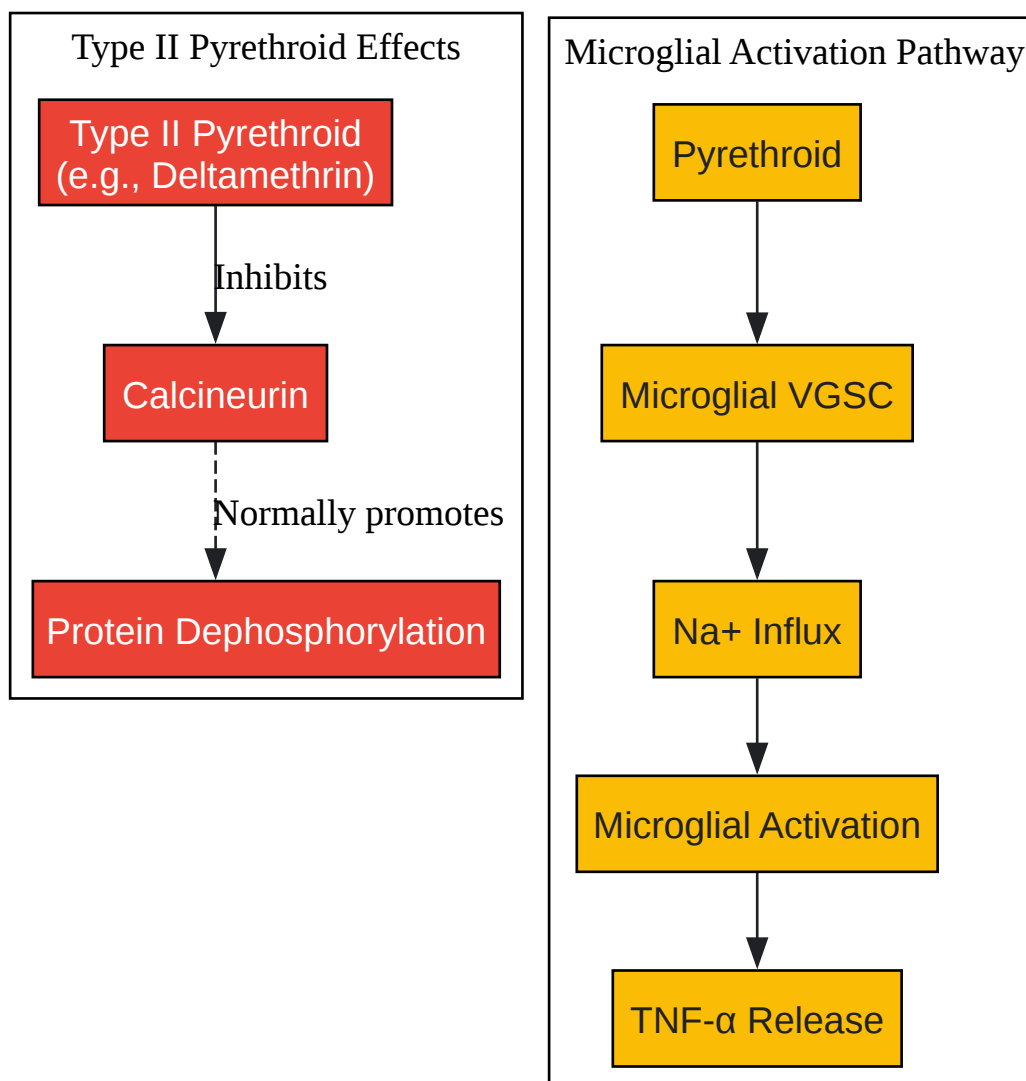 Type II Pyrethroid Effects
Type II Pyrethroid
(e.g., Deltamethrin)
Inhibits
Calcineurin
Normally promotes
Protein Dephosphorylation
Microglial Activation Pathway
Pyrethroid
Microglial VGSC
Na+ Influx
Microglial Activation
TNF-α Release